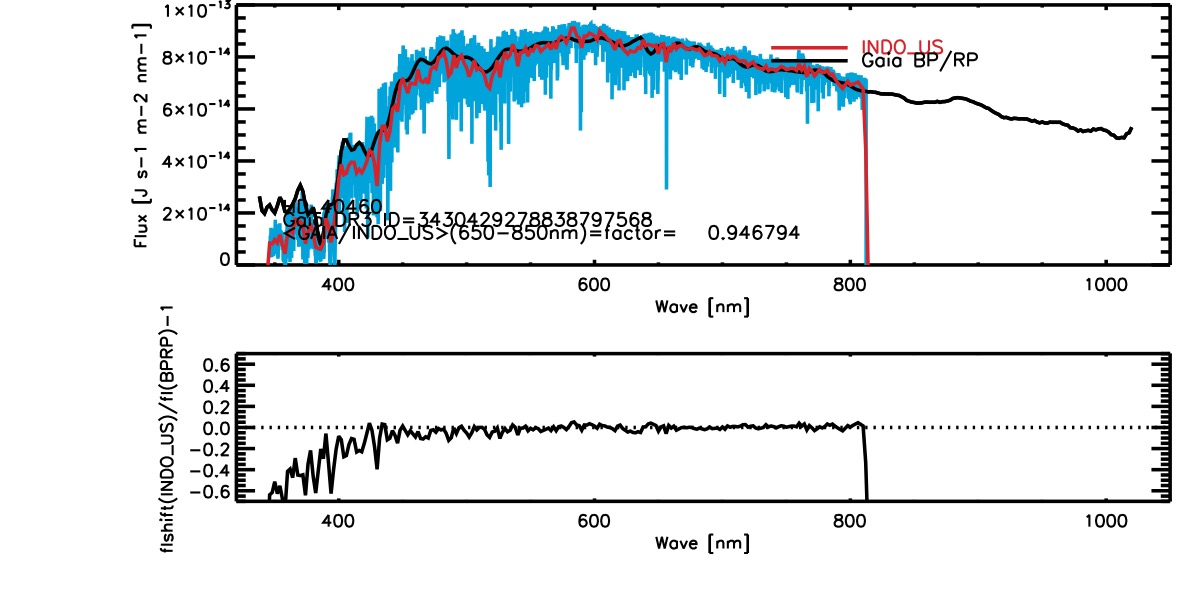 1×10-13
8×10-14
6×10-14
4×10-14
2×10-14
0
Flux [J s-1 m-2 nm-1]
INDO_US
Gaia BP/RP
40460
Gaia DR3 ID=3430429278838797568
<GAIA/INDO_US>(650-850nm)=factor= 0.946794
400 600 800 1000
Wave [nm]
0.6
0.4
0.2
0.0
-0.2
-0.4
-0.6
flshift(INDO_US)/fl(BPRP)-1
400 600 800 1000
Wave [nm]